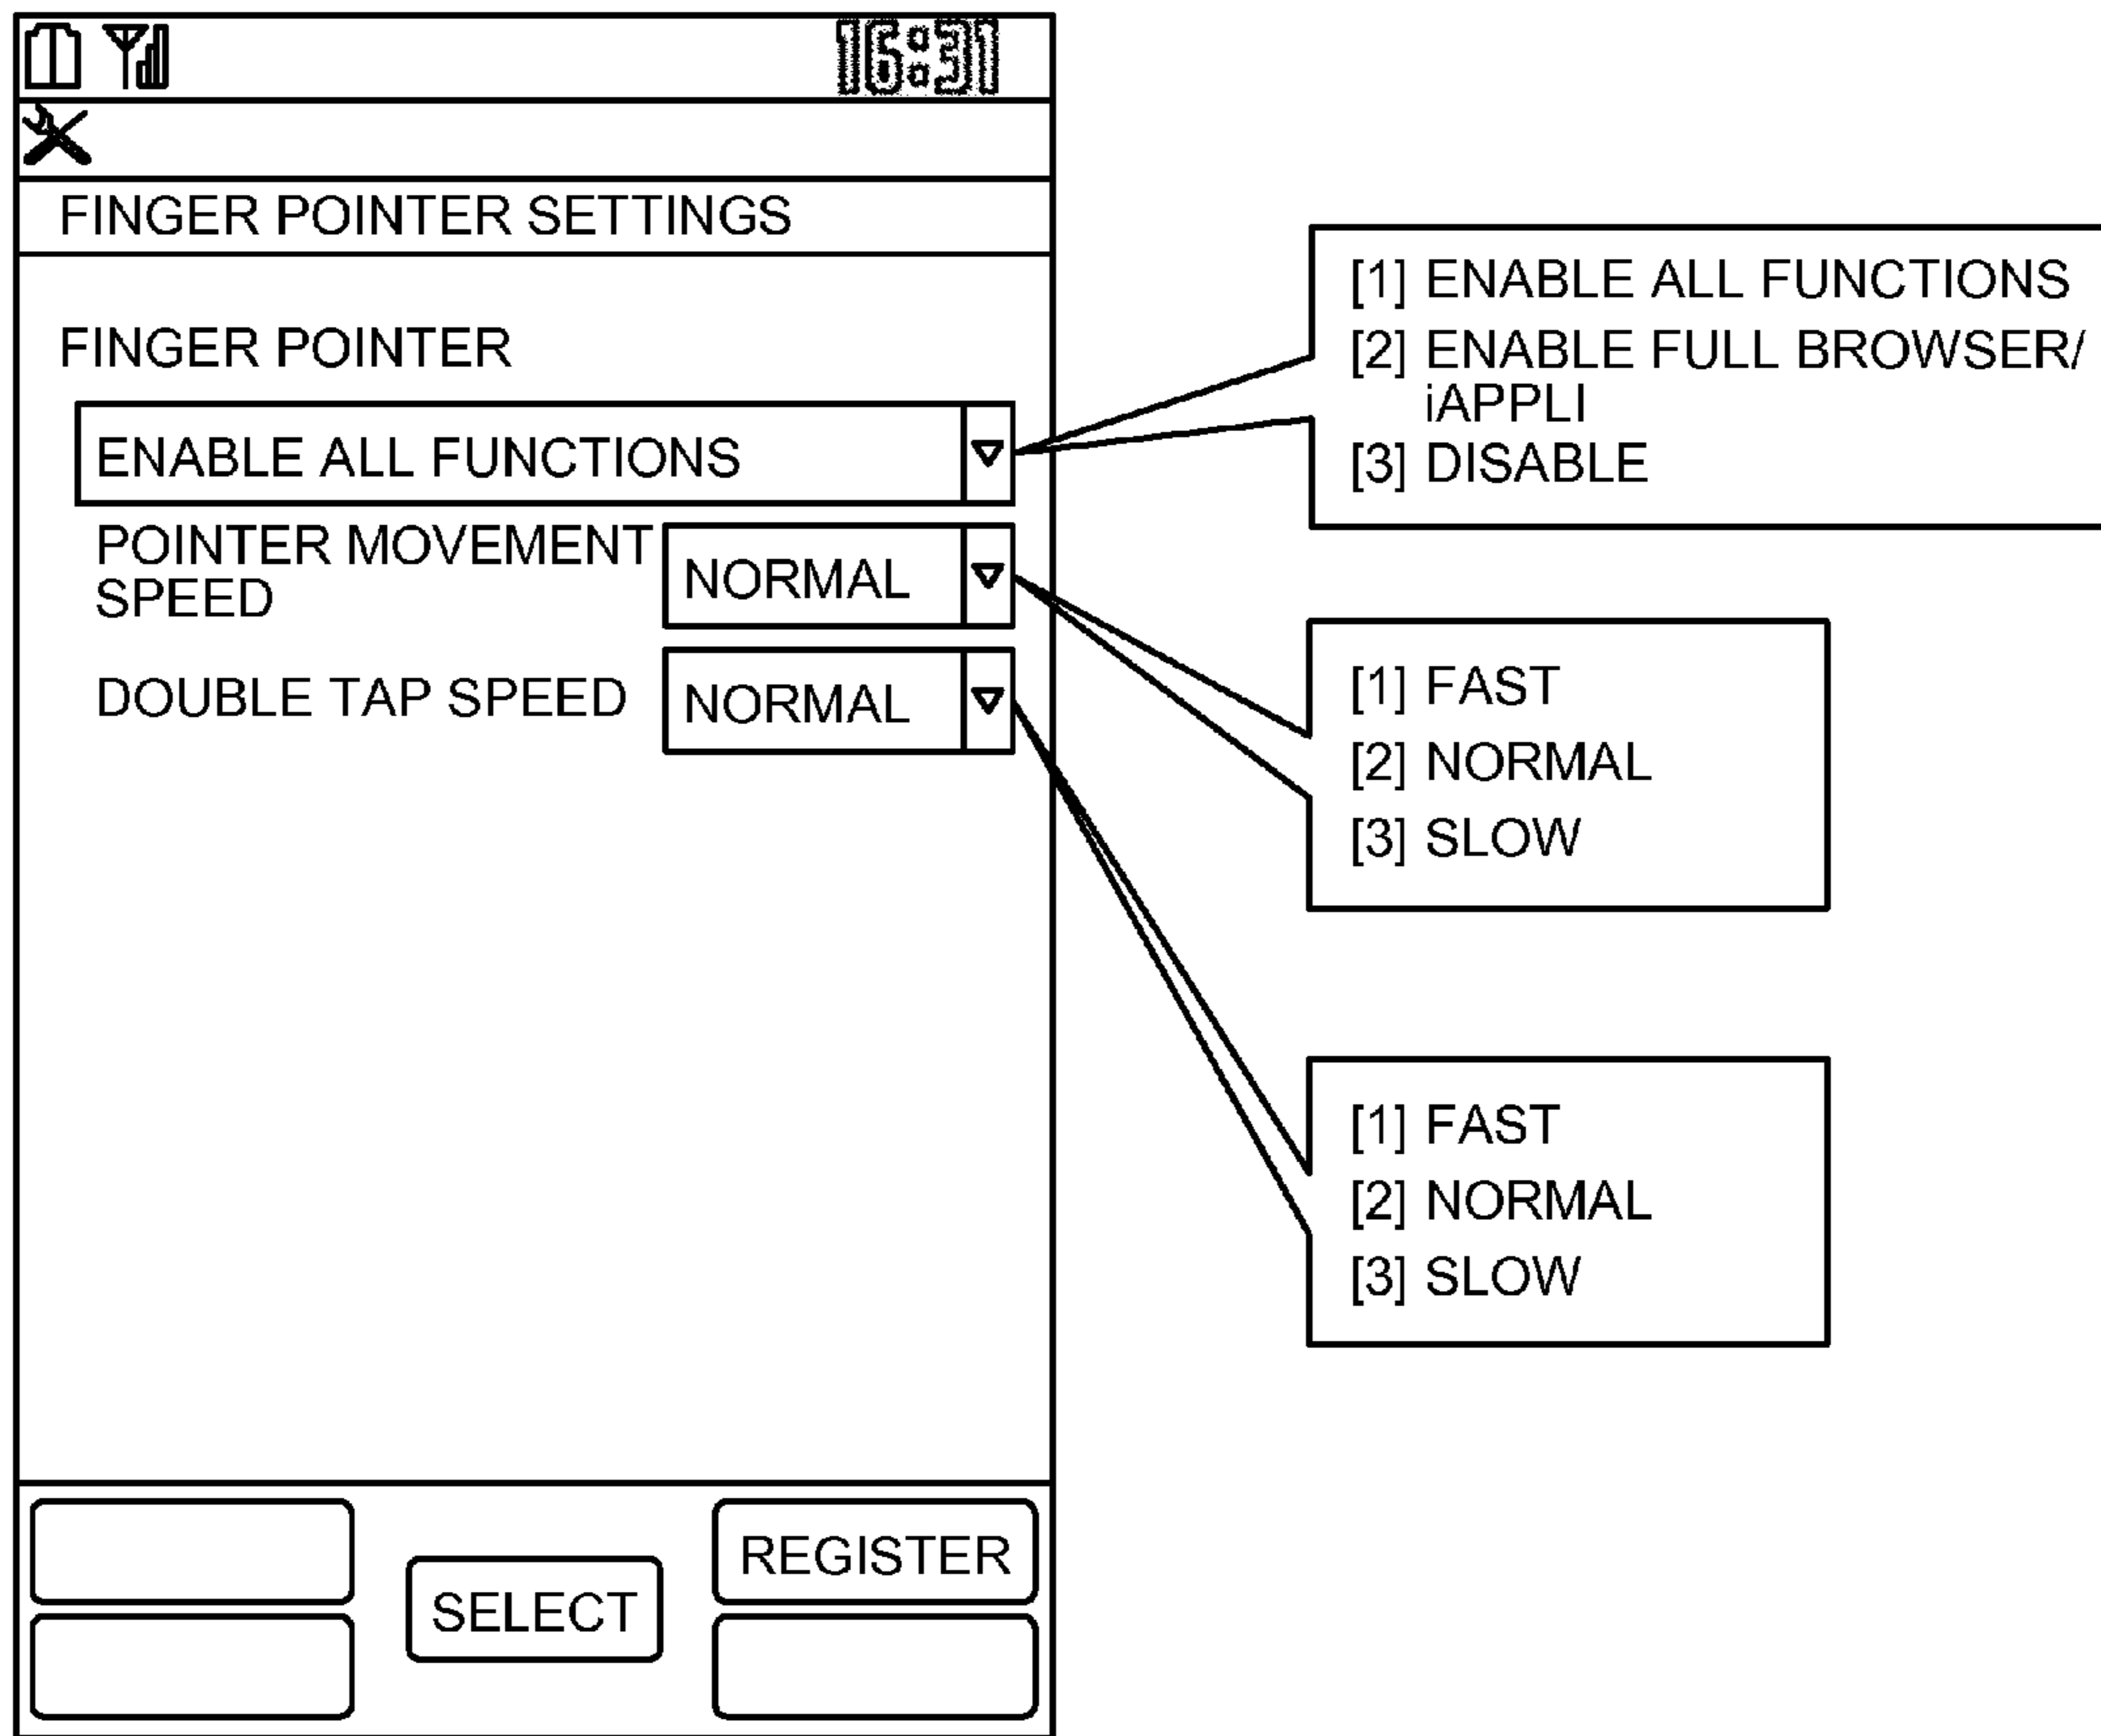 16:31
FINGER POINTER SETTINGS
FINGER POINTER
ENABLE ALL FUNCTIONS
POINTER MOVEMENT
SPEED
NORMAL
DOUBLE TAP SPEED
NORMAL
[1] ENABLE ALL FUNCTIONS
[2] ENABLE FULL BROWSER/
iAPPLI
[3] DISABLE
[1] FAST
[2] NORMAL
[3] SLOW
[1] FAST
[2] NORMAL
[3] SLOW
SELECT
REGISTER